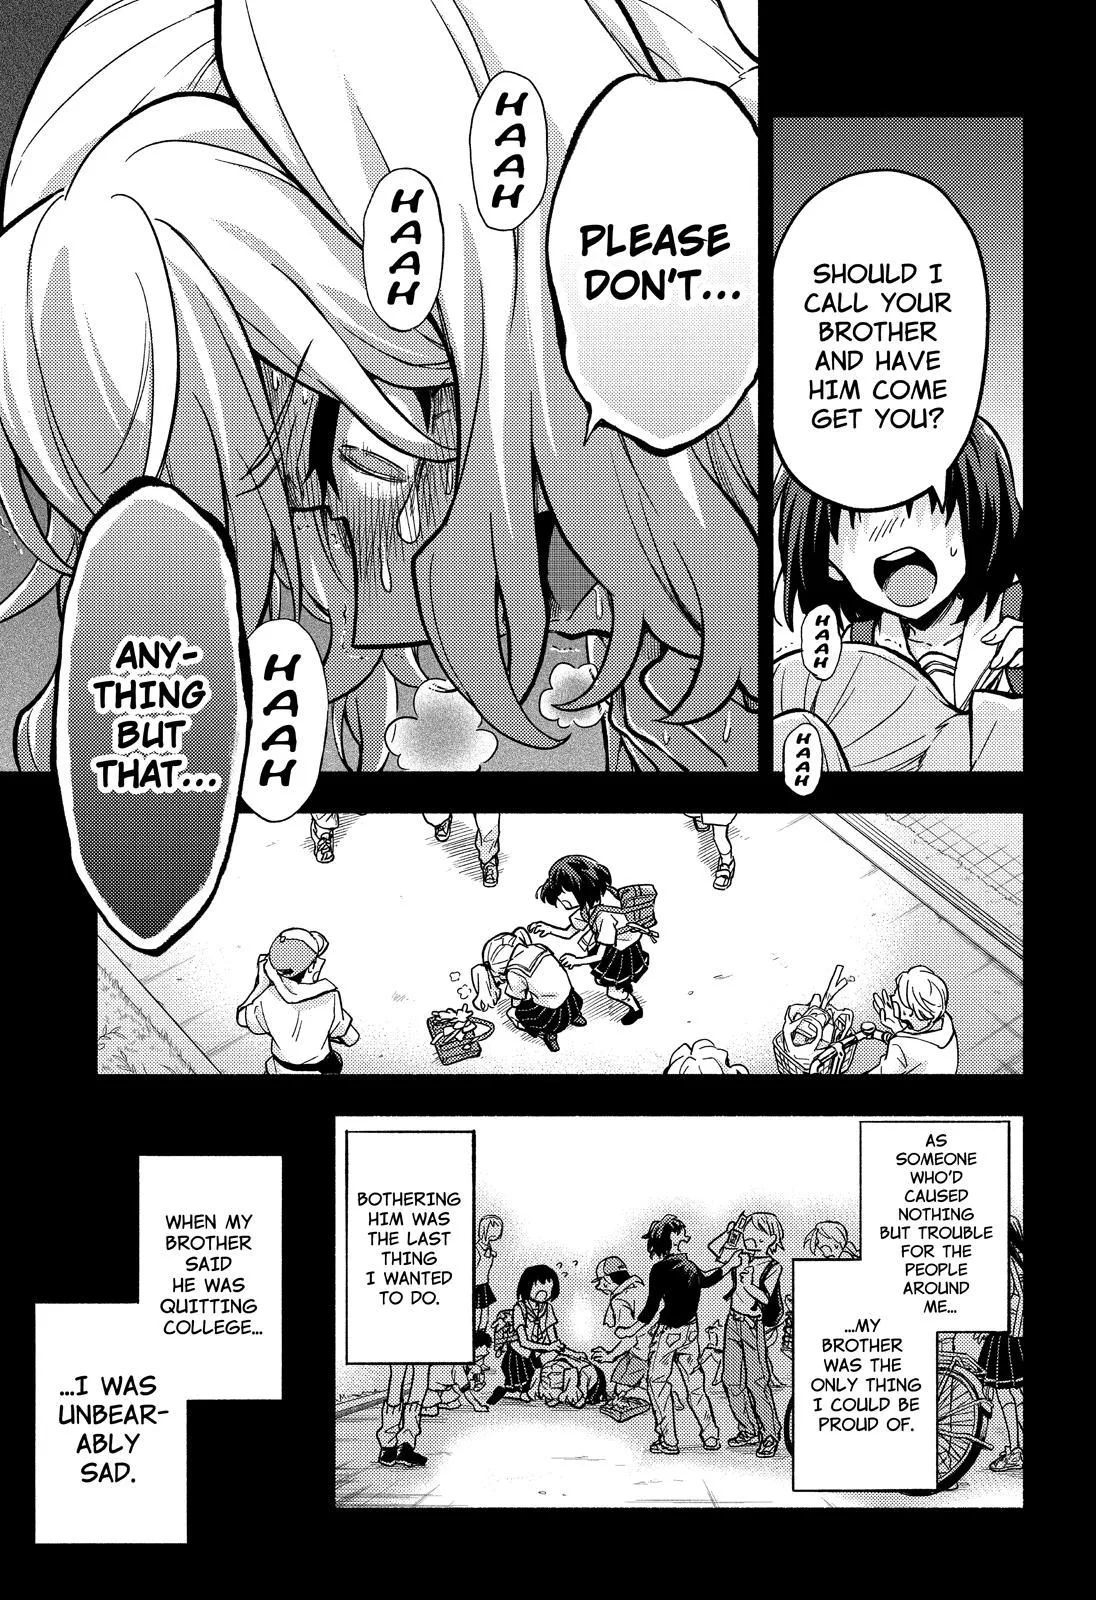 SHOULD I
CALL YOUR
BROTHER
AND HAVE
HIM COME
GET YOU?
HAAH
HAAH
PLEASE
DON'T...
HAAH
HAAH
HAAH
ANY-
THING
BUT
THAT...
AS
SOMEONE
WHO'D
CAUSED
NOTHING
BUT TROUBLE
FOR THE
PEOPLE
AROUND
ME...
...MY
BROTHER
WAS THE
ONLY THING
I COULD BE
PROUD OF.
BOTHERING
HIM WAS
THE LAST
THING
I WANTED
TO DO.
WHEN MY
BROTHER
SAID
HE WAS
QUITTING
COLLEGE...
...I WAS
UNBEAR-
ABLY
SAD.